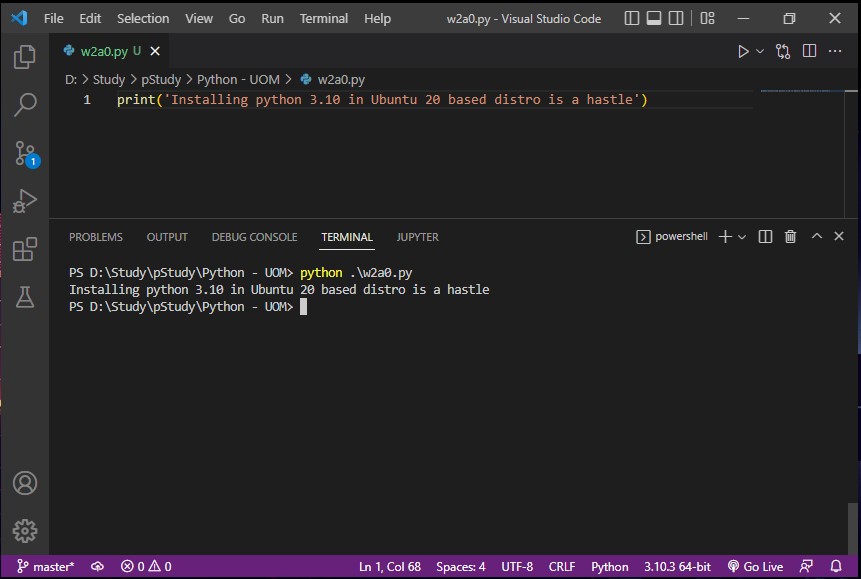 File Edit Selection View Go Run Terminal Help w2a0.py - Visual Studio Code
w2a0.py U
D: > Study > pStudy > Python - UOM > w2a0.py
1 print('Installing python 3.10 in Ubuntu 20 based distro is a hastle')
1
PROBLEMS OUTPUT DEBUG CONSOLE TERMINAL JUPYTER powershell
PS D:\Study\pStudy\Python - UOM> python .\w2a0.py
Installing python 3.10 in Ubuntu 20 based distro is a hastle
PS D:\Study\pStudy\Python - UOM>
master* 0 0 Ln 1, Col 68 Spaces: 4 UTF-8 CRLF Python 3.10.3 64-bit Go Live